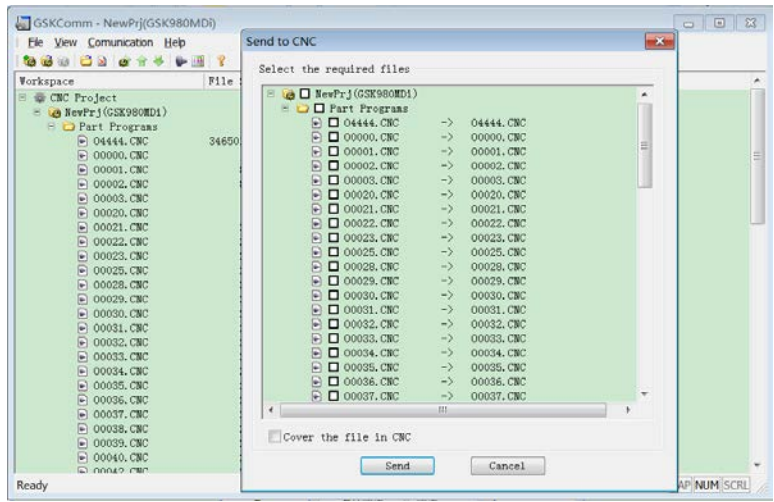 GSKComm - NewPrj(GSK980MDi)
File View Comunication Help
Workspace
File
CNC Project
NewPrj(GSK980MDi)
Part Programs
O4444.CNC 34650
O0000.CNC
O0001.CNC
O0002.CNC
O0003.CNC
O0020.CNC
O0021.CNC
O0022.CNC
O0023.CNC
O0025.CNC
O0028.CNC
O0029.CNC
O0030.CNC
O0031.CNC
O0032.CNC
O0033.CNC
O0034.CNC
O0035.CNC
O0036.CNC
O0037.CNC
O0038.CNC
O0039.CNC
O0040.CNC
O0042.CNC
Ready
Send to CNC
Select the required files
NewPrj(GSK980MDi)
Part Programs
O4444.CNC -> O4444.CNC
O0000.CNC -> O0000.CNC
O0001.CNC -> O0001.CNC
O0002.CNC -> O0002.CNC
O0003.CNC -> O0003.CNC
O0020.CNC -> O0020.CNC
O0021.CNC -> O0021.CNC
O0022.CNC -> O0022.CNC
O0023.CNC -> O0023.CNC
O0025.CNC -> O0025.CNC
O0028.CNC -> O0028.CNC
O0029.CNC -> O0029.CNC
O0030.CNC -> O0030.CNC
O0031.CNC -> O0031.CNC
O0032.CNC -> O0032.CNC
O0033.CNC -> O0033.CNC
O0034.CNC -> O0034.CNC
O0035.CNC -> O0035.CNC
O0036.CNC -> O0036.CNC
O0037.CNC -> O0037.CNC
Cover the file in CNC
Send Cancel
AP NUM SCRL